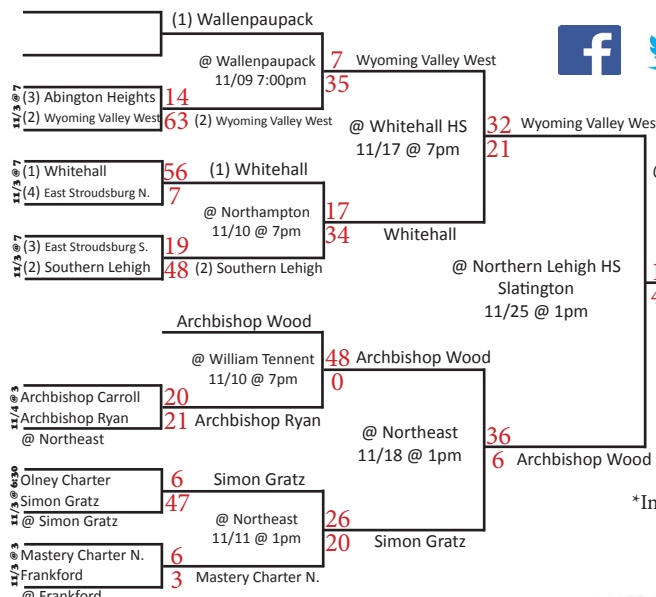 (1) Wallenpaupack
@ Wallenpaupack
11/09 7:00pm
7
35
Wyoming Valley West
11/3 @ 7
(3) Abington Heights
14
(2) Wyoming Valley West
63
(2) Wyoming Valley West
@ Whitehall HS
11/17 @ 7pm
32
21
Wyoming Valley West
11/3 @ 7
(1) Whitehall
56
(4) East Stroudsburg N.
7
(1) Whitehall
@ Northampton
11/10 @ 7pm
17
34
Whitehall
11/3 @ 7
(3) East Stroudsburg S.
19
(2) Southern Lehigh
48
(2) Southern Lehigh
@ Northern Lehigh HS
Slatington
11/25 @ 1pm
Archbishop Wood
@ William Tennent
11/10 @ 7pm
48
0
Archbishop Wood
11/4 @ 3
Archbishop Carroll
20
Archbishop Ryan
21
@ Northeast
Archbishop Ryan
@ Northeast
11/18 @ 1pm
36
6
Archbishop Wood
11/3 @ 6:30
Olney Charter
6
Simon Gratz
47
@ Simon Gratz
Simon Gratz
@ Northeast
11/11 @ 1pm
26
20
Simon Gratz
11/3 @ 3
Mastery Charter N.
6
Frankford
3
@ Frankford
Mastery Charter N.
*In
f